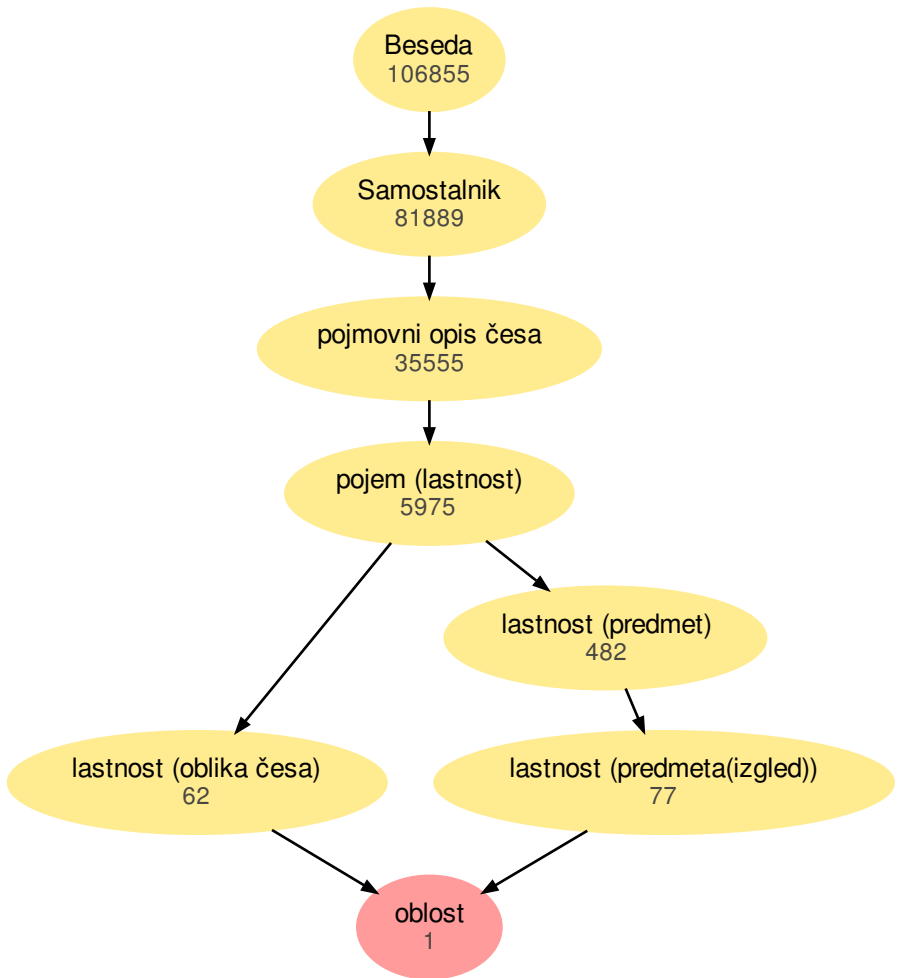 Beseda
106855
Samostalnik
81889
pojmovni opis česa
35555
pojem (lastnost)
5975
lastnost (predmet)
482
lastnost (oblika česa)
62
lastnost (predmeta(izgled))
77
oblost
1